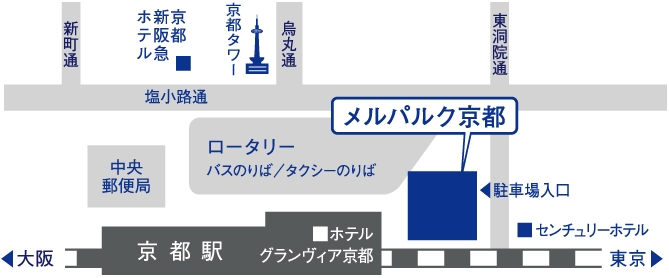 新町通
京都
新阪急
ホテル
京都タワー
烏丸通
東洞院通
塩小路通
メルパルク京都
ロータリー
バスのりば／タクシーのりば
中央
郵便局
駐車場入口
センチュリーホテル
ホテル
グランヴィア京都
京都駅
大阪
東京